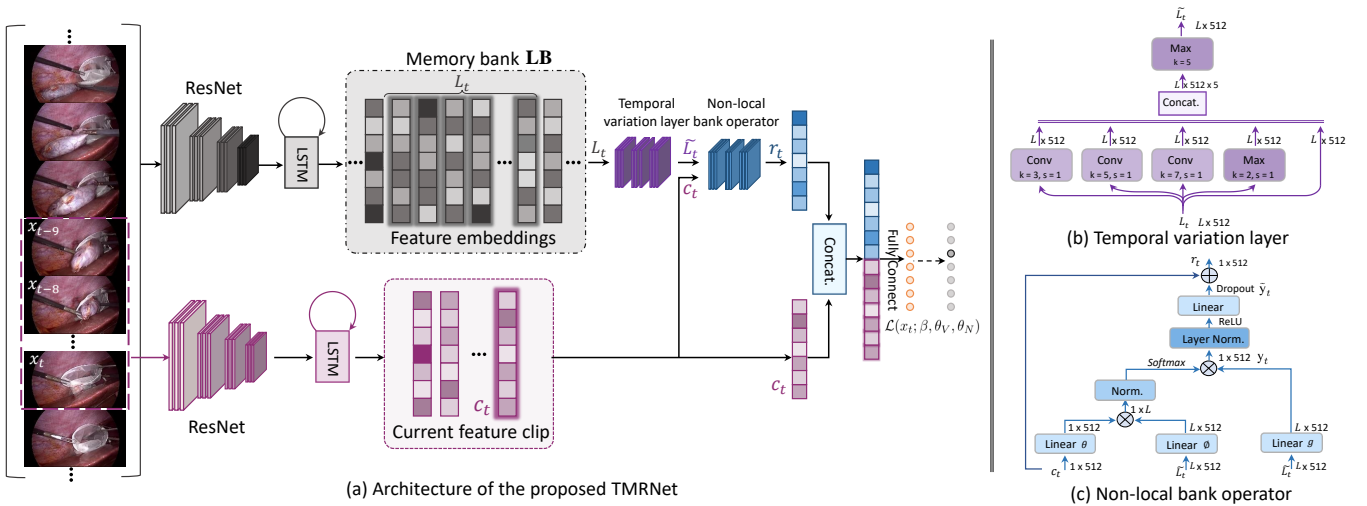 ResNet
LSTM
Memory bank LB
L_t
Feature embeddings
L_t
Temporal
variation layer
Non-local
bank operator
L̃_t
c_t
r_t
x_{t-9}
x_{t-8}
x_t
ResNet
LSTM
c_t
Current feature clip
c_t
Concat.
Fully Connect
ℒ(x_t; β, θ_V, θ_N)
(a) Architecture of the proposed TMRNet
L̃_t
L x 512
Max
k = 5
L x 512 x 5
Concat.
L x 512
L x 512
L x 512
L x 512
L x 512
Conv
k = 3, s = 1
Conv
k = 5, s = 1
Conv
k = 7, s = 1
Max
k = 2, s = 1
L_t L x 512
(b) Temporal variation layer
r_t
1 x 512
Dropout ỹ_t
Linear
ReLU
Layer Norm.
Softmax
1 x 512 y_t
Norm.
1 x L
1 x 512
L x 512
L x 512
Linear θ
Linear ∅
Linear g
c_t 1 x 512
L̃_t L x 512
L̃_t L x 512
(c) Non-local bank operator